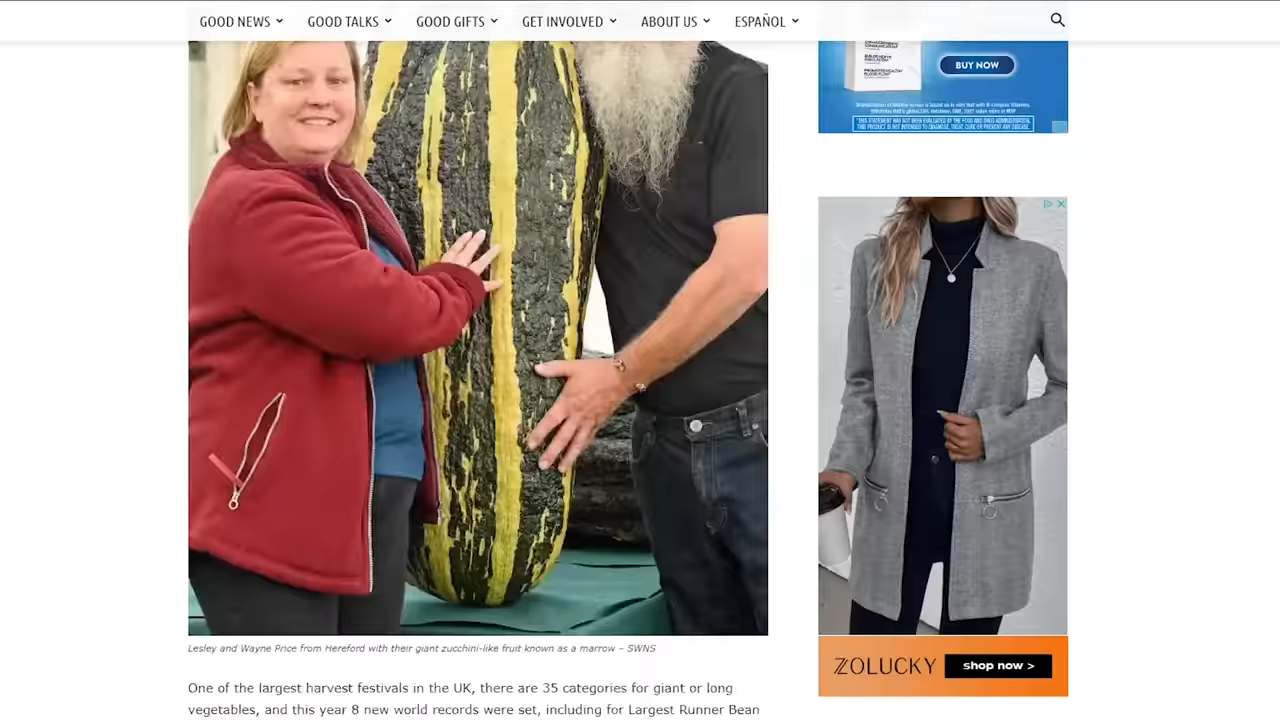 GOOD NEWS
GOOD TALKS
GOOD GIFTS
GET INVOLVED
ABOUT US
ESPAÑOL
BUY NOW
Lesley and Wayne Price from Hereford with their giant zucchini-like fruit known as a marrow – SWNS
One of the largest harvest festivals in the UK, there are 35 categories for giant or long
vegetables, and this year 8 new world records were set, including for Largest Runner Bean
ZOLUCKY
shop now >